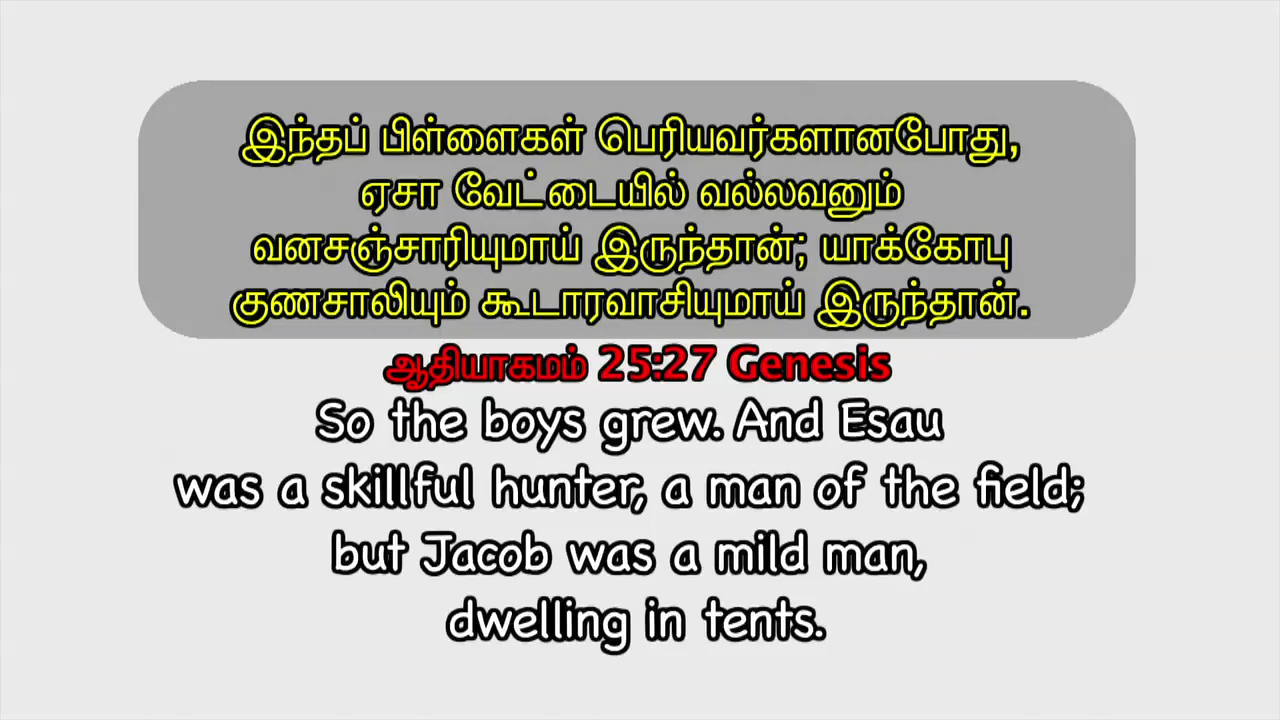 இந்தப் பிள்ளைகள் பெரியவர்களானபோது,
ஏசா வேட்டையில் வல்லவனும்
வனசஞ்சாரியுமாய் இருந்தான்; யாக்கோபு
குணசாலியும் கூடாரவாசியுமாய் இருந்தான்.
ஆதியாகமம் 25:27 Genesis
So the boys grew. And Esau
was a skillful hunter, a man of the field;
but Jacob was a mild man,
dwelling in tents.